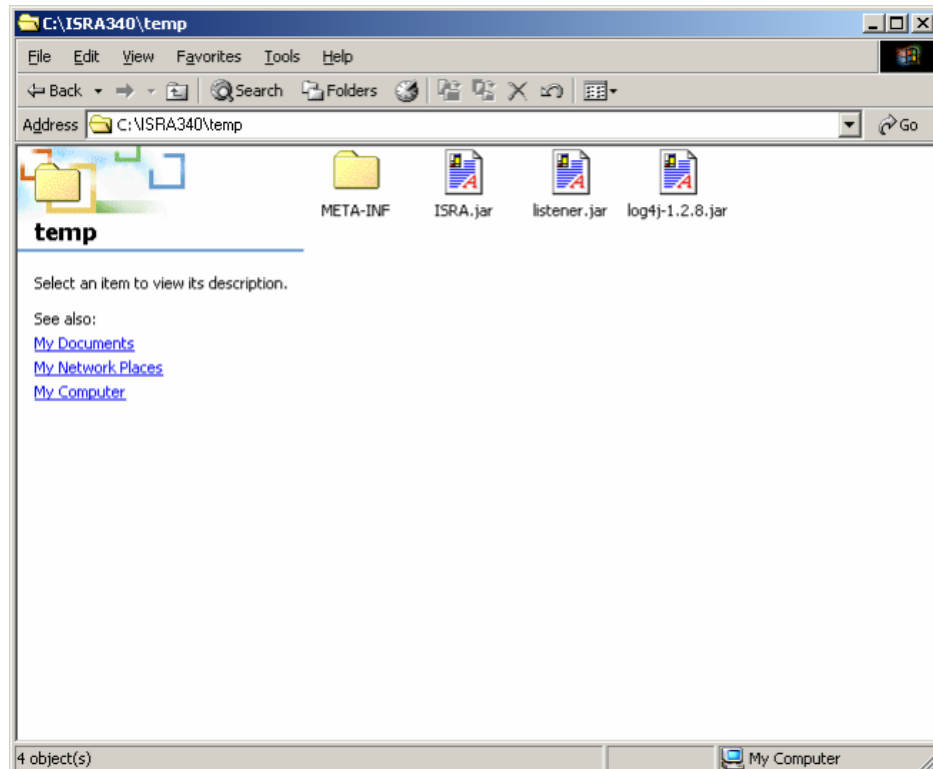 C:\ISRA340\temp
File Edit View Favorites Tools Help
Back Search Folders
Address C:\ISRA340\temp Go
META-INF ISRA.jar listener.jar log4j-1.2.8.jar
temp
Select an item to view its description.
See also:
My Documents
My Network Places
My Computer
4 object(s) My Computer